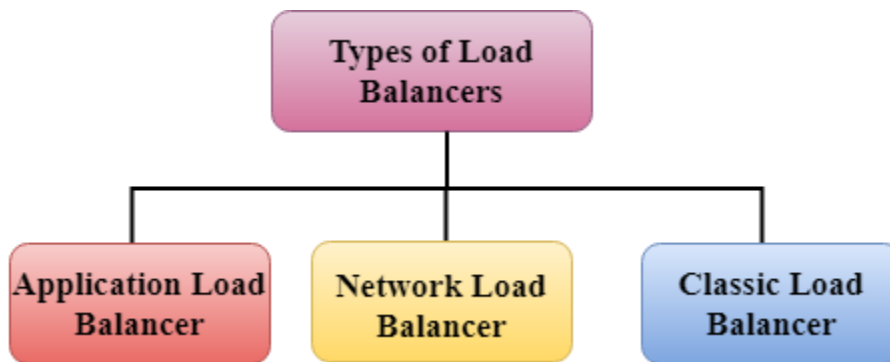 Types of Load
Balancers
Application Load
Balancer
Network Load
Balancer
Classic Load
Balancer